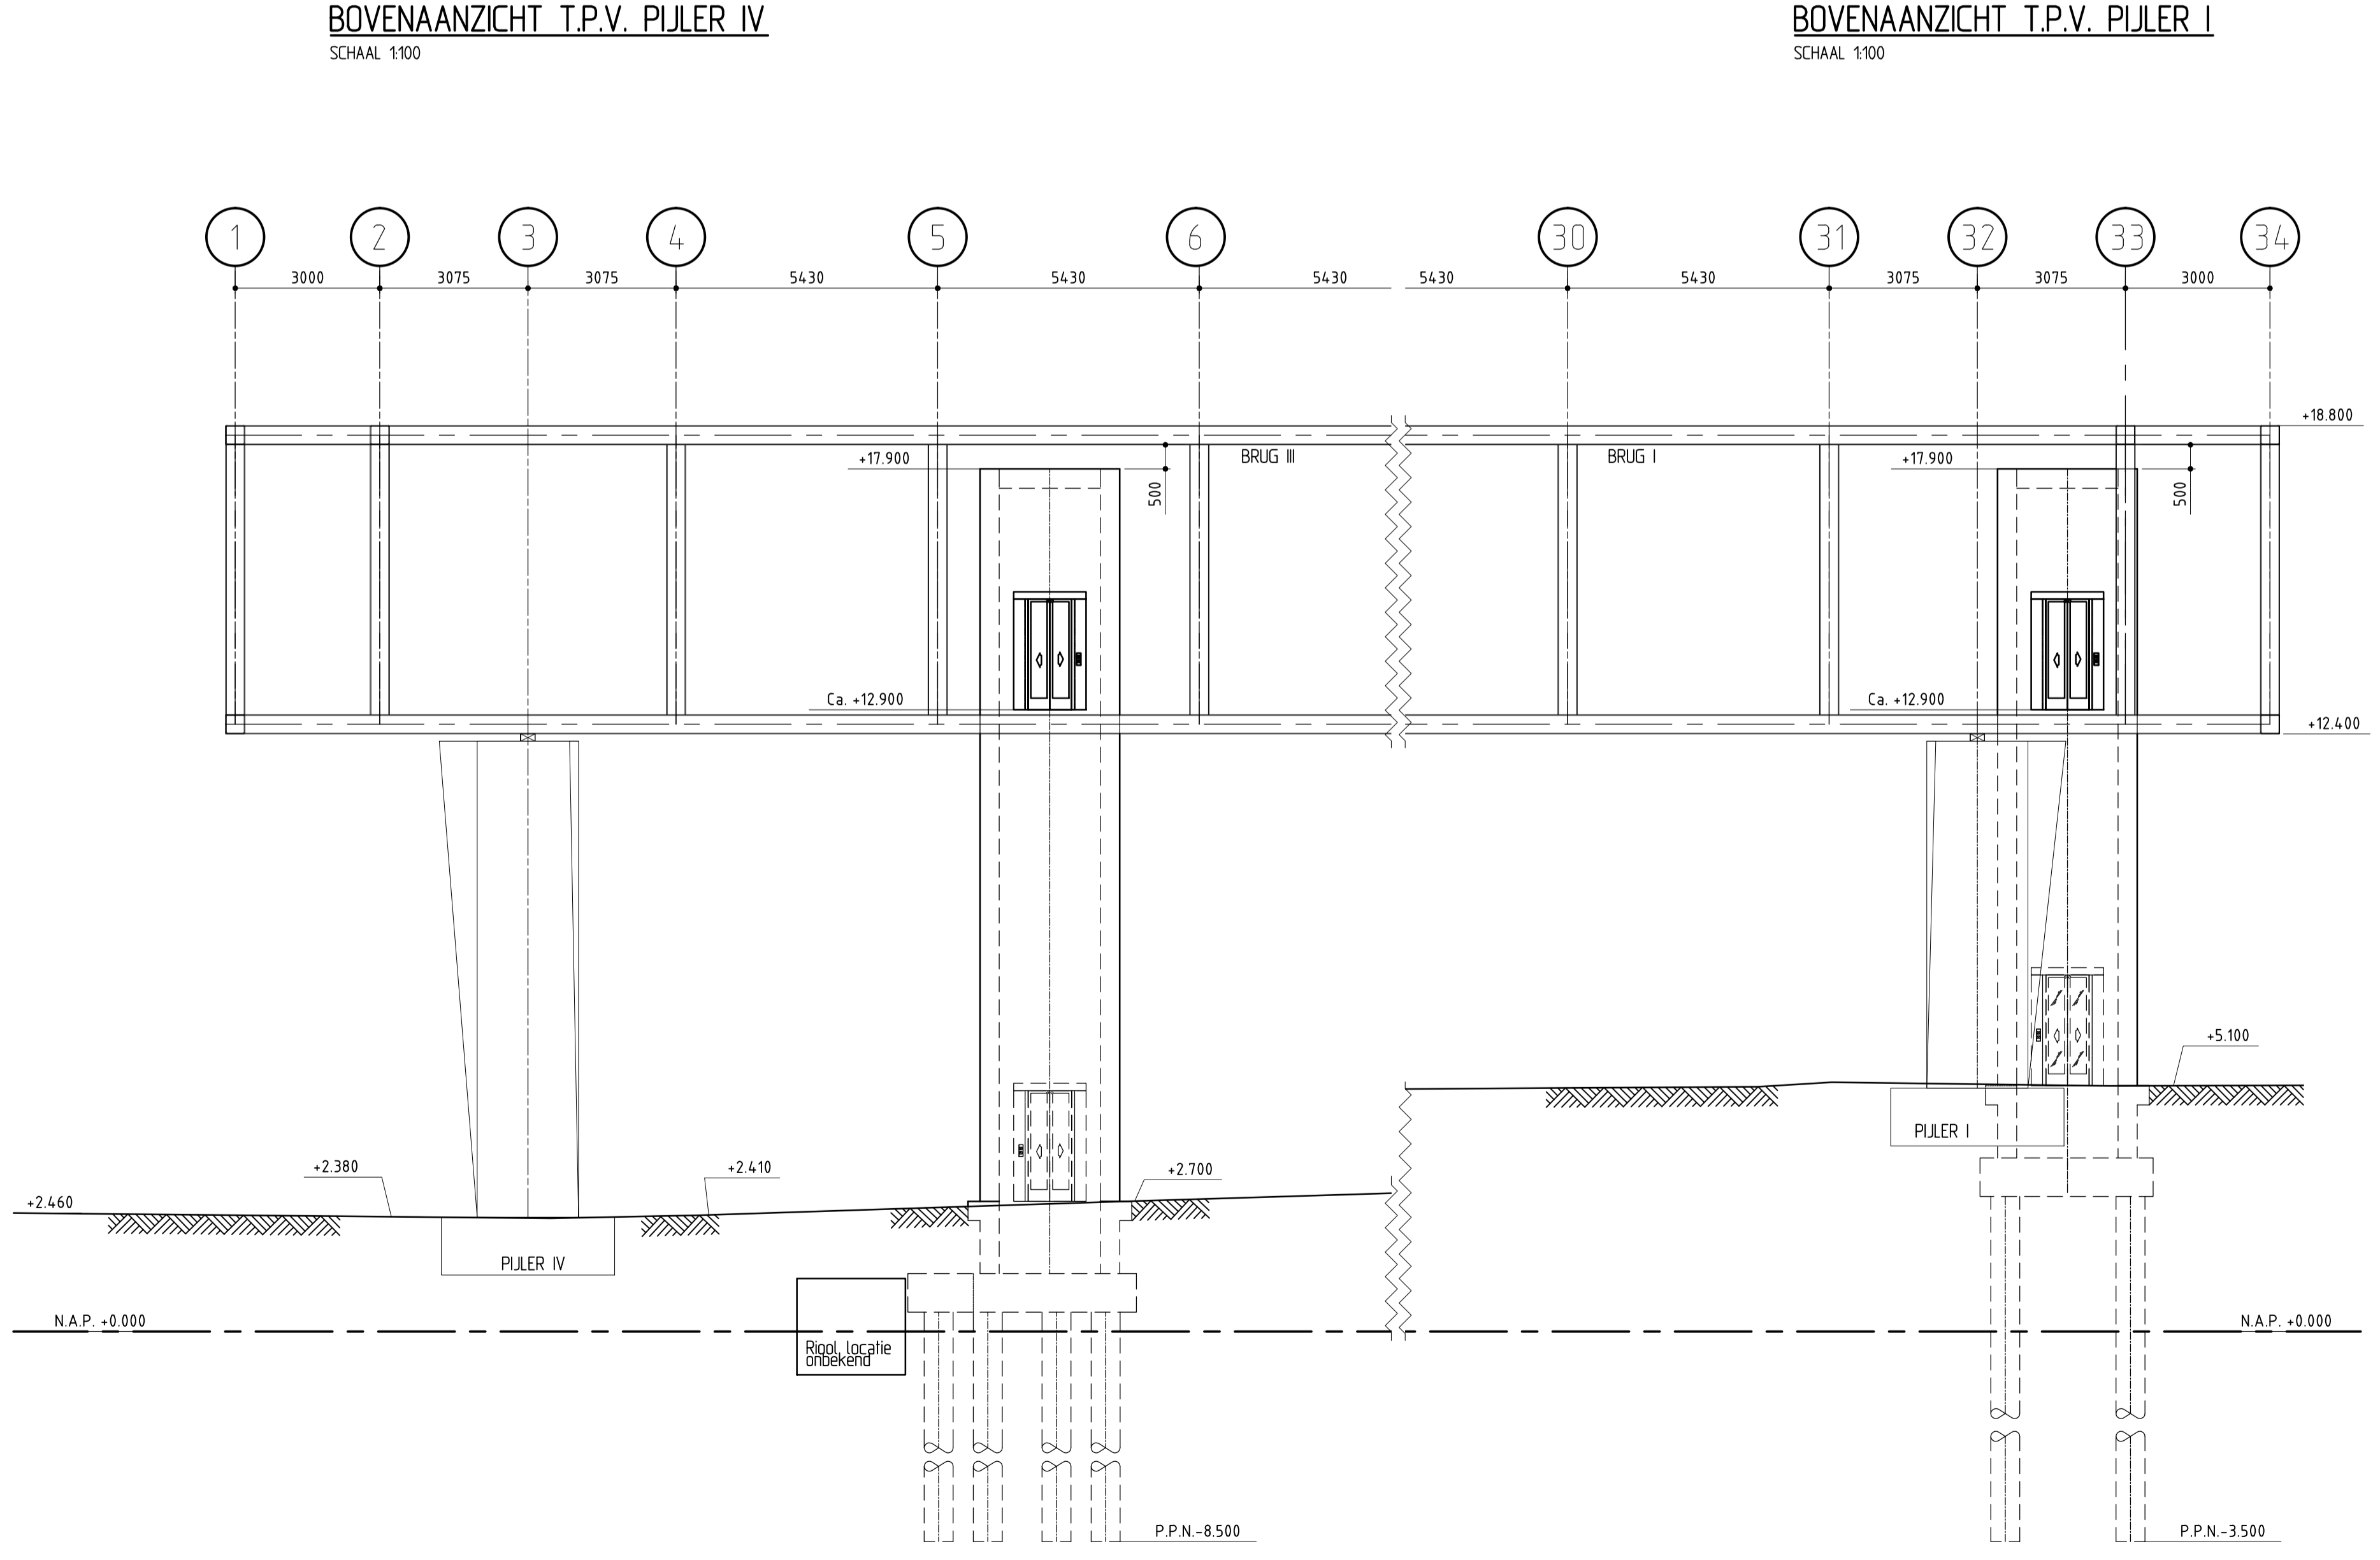 BOVENAANZICHT T.P.V. PIJLER IV
SCHAAL 1:100
BOVENAANZICHT T.P.V. PIJLER I
SCHAAL 1:100
1 2 3 4 5 6 30 31 32 33 34
3000 3075 3075 5430 5430 5430 5430 5430 3075 3075 3000
+18.800
+17.900
500
BRUG III
BRUG I
+17.900
500
Ca. +12.900
Ca. +12.900
+12.400
+5.100
PIJLER I
+2.460
+2.380
+2.410
+2.700
PIJLER IV
N.A.P. +0.000
N.A.P. +0.000
Riool, locatie
onbekend
P.P.N.-8.500
P.P.N.-3.500